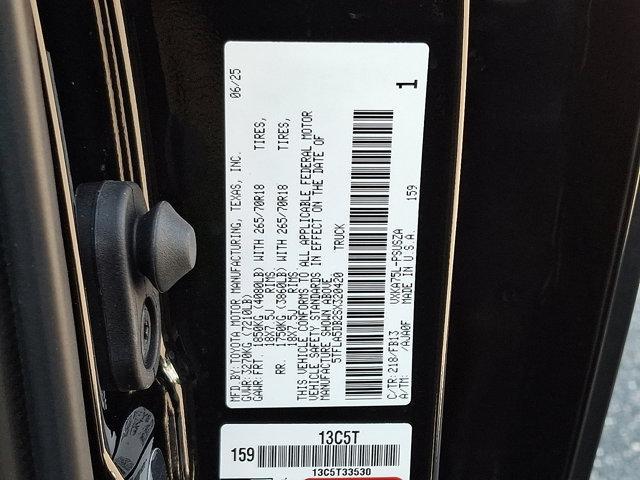 MFD.BY:TOYOTA MOTOR MANUFACTURING, TEXAS, INC. 06/25
GVWR:3270KG (7210LB)
GAWR:FRT. 1850KG (4080LB) WITH 265/70R18 TIRES,
18X7.5J RIMS
RR. 1750KG (3860LB) WITH 265/70R18 TIRES,
18X7.5J RIMS
THIS VEHICLE CONFORMS TO ALL APPLICABLE FEDERAL MOTOR
VEHICLE SAFETY STANDARDS IN EFFECT ON THE DATE OF
MANUFACTURE SHOWN ABOVE.
5TFLA5DB2SX320420 TRUCK
C/TR:218/FB13 VXKA75L-PSUSZA
A/TM: /AJA0F MADE IN U.S.A. 159
1
13C5T
159
13C5T33530